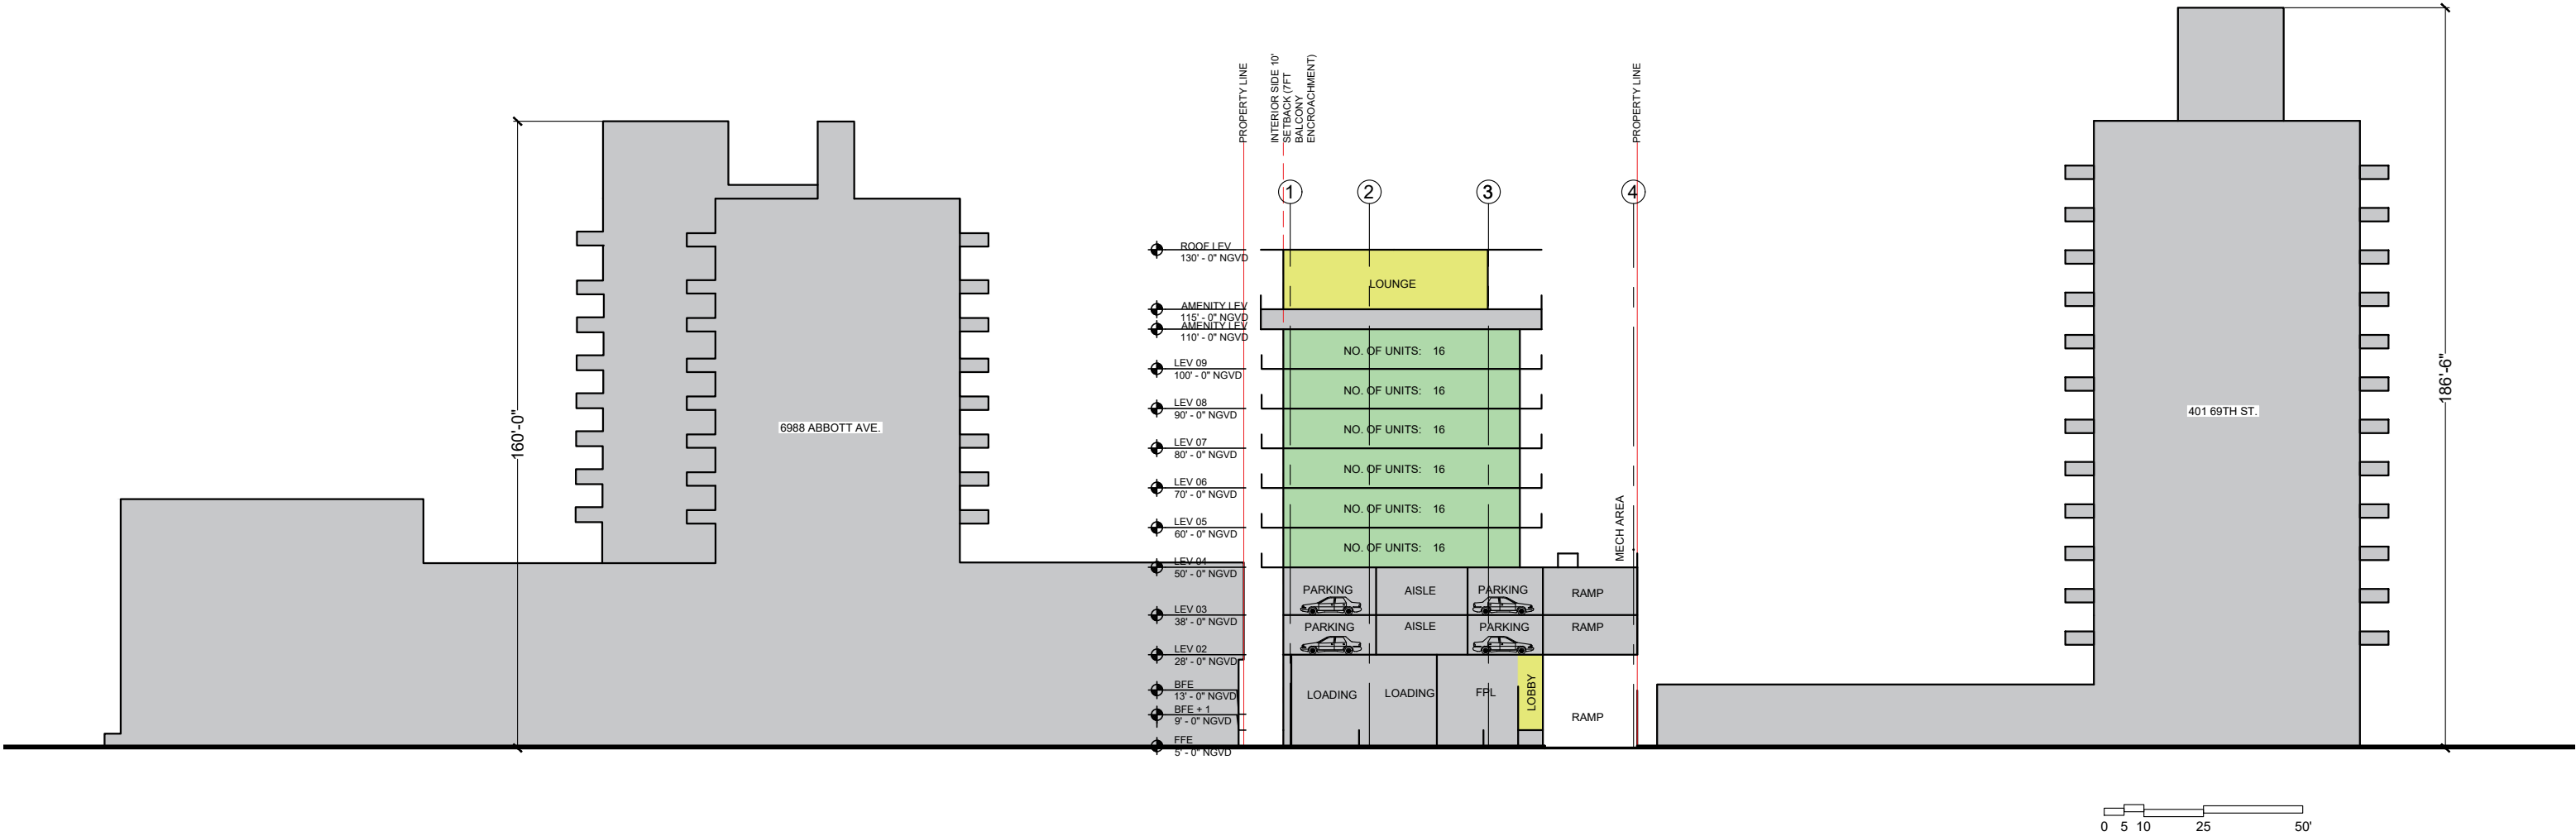 PROPERTY LINE
INTERIOR SIDE 10'
SETBACK (7FT
BALCONY
ENCROACHMENT)
PROPERTY LINE
1
2
3
4
160'-0"
6988 ABBOTT AVE.
ROOF LEV
130' - 0" NGVD
AMENITY LEV
115' - 0" NGVD
AMENITY LEV
110' - 0" NGVD
LEV 09
100' - 0" NGVD
LEV 08
90' - 0" NGVD
LEV 07
80' - 0" NGVD
LEV 06
70' - 0" NGVD
LEV 05
60' - 0" NGVD
LEV 04
50' - 0" NGVD
LEV 03
38' - 0" NGVD
LEV 02
28' - 0" NGVD
BFE
13' - 0" NGVD
BFE + 1
9' - 0" NGVD
FFE
5' - 0" NGVD
LOUNGE
NO. OF UNITS: 16
NO. OF UNITS: 16
NO. OF UNITS: 16
NO. OF UNITS: 16
NO. OF UNITS: 16
NO. OF UNITS: 16
MECH AREA
PARKING
AISLE
PARKING
RAMP
PARKING
AISLE
PARKING
RAMP
LOADING
LOADING
FPL
LOBBY
RAMP
401 69TH ST.
186'-6"
0 5 10 25 50'